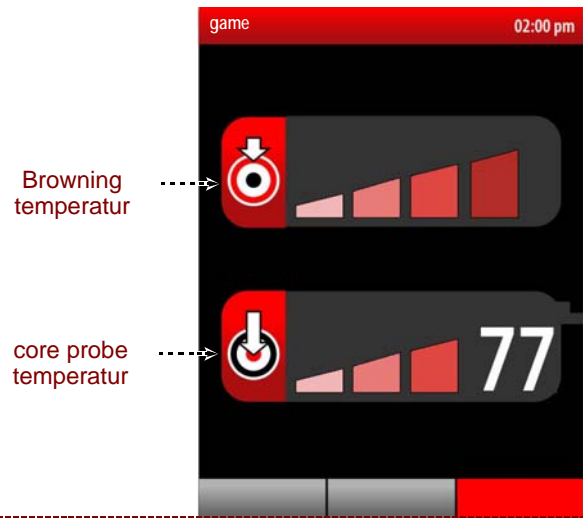 game
02:00 pm
Browning
temperatur
core probe
temperatur
77